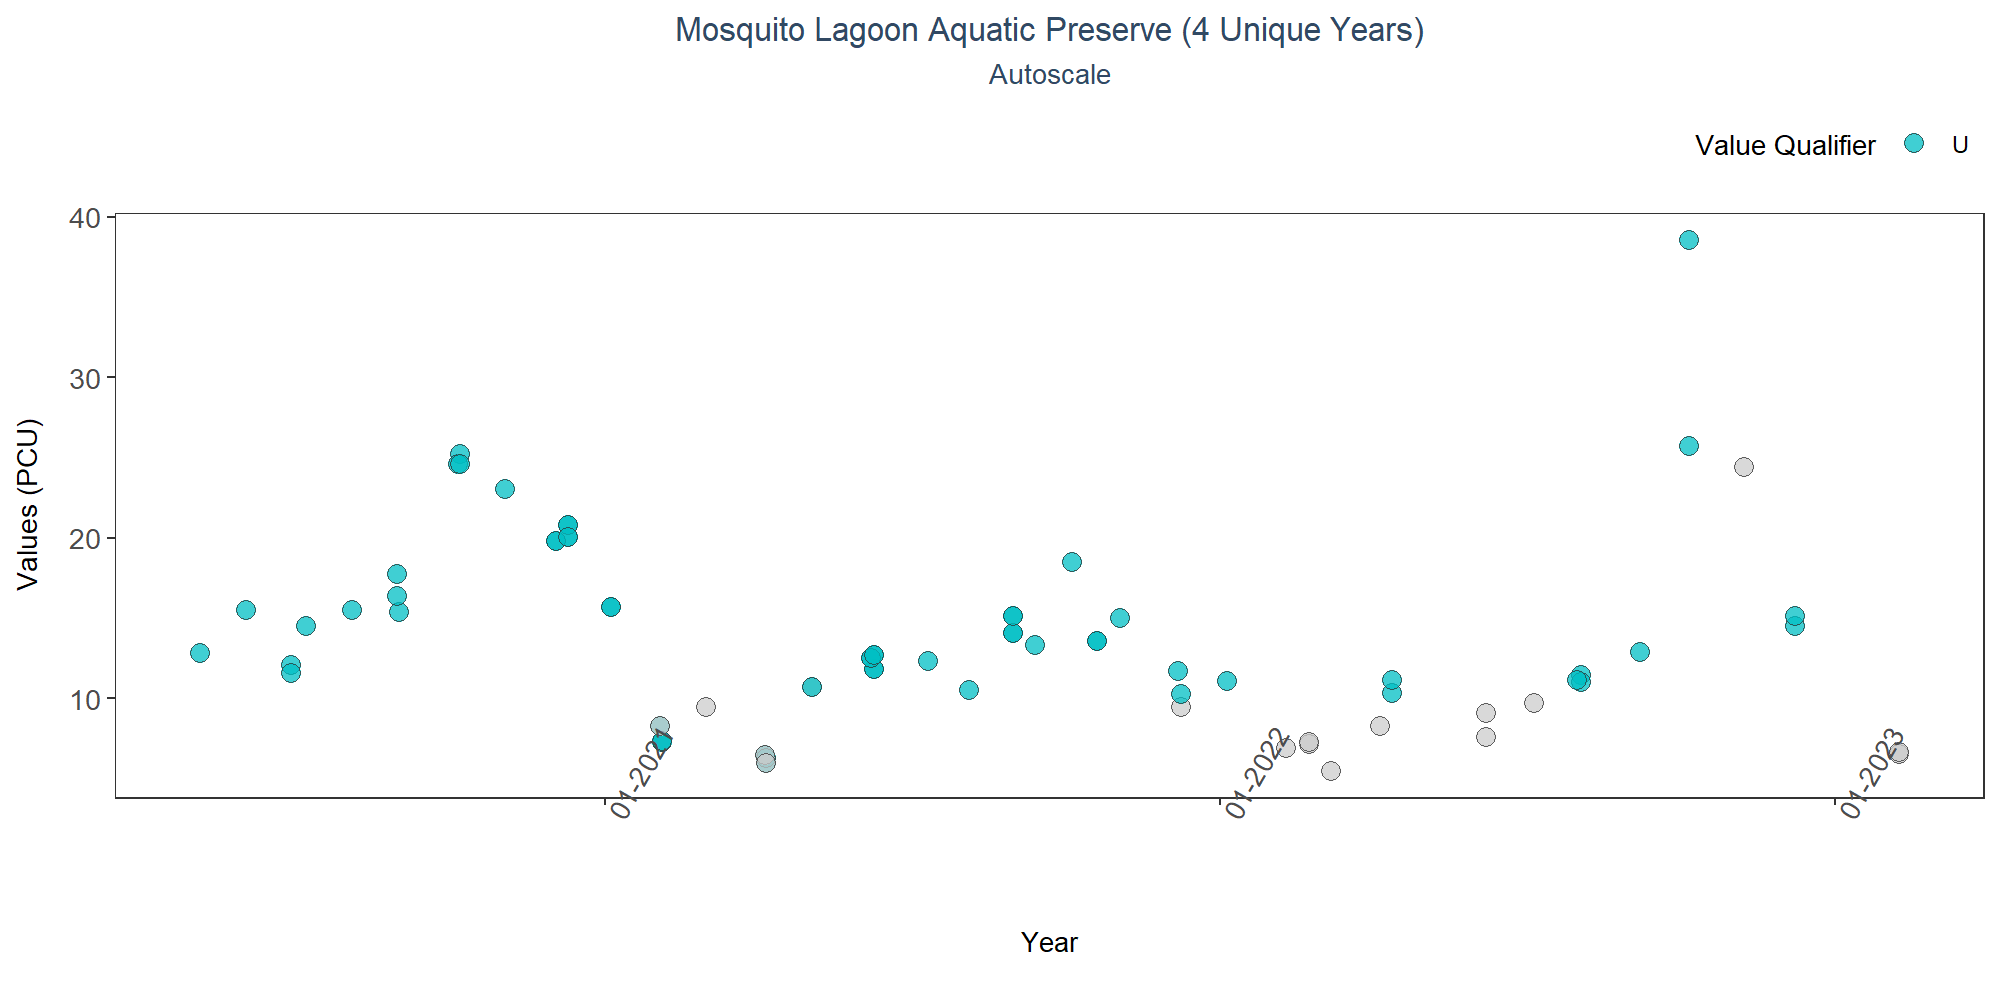 Mosquito Lagoon Aquatic Preserve (4 Unique Years)
Autoscale
Value Qualifier U
40
30
20
10
Values (PCU)
01-2021
01-2022
01-2023
Year